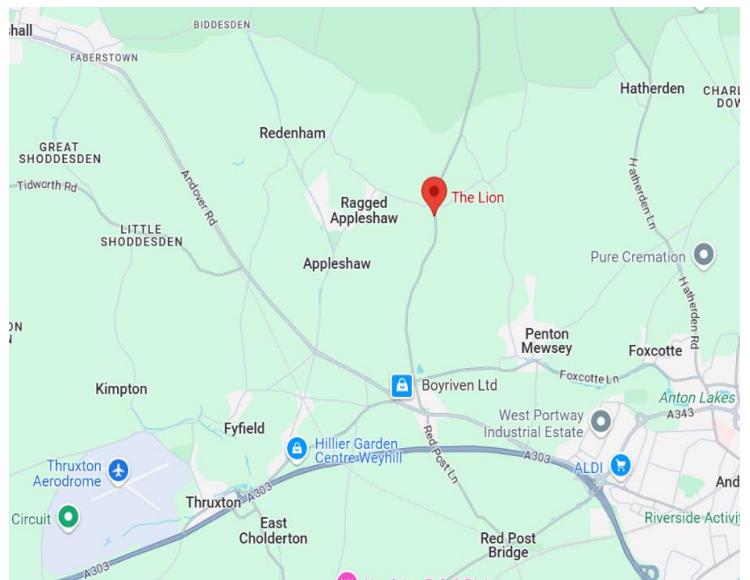 BIDDESDEN
hall
FABERSTOWN
Hatherden
CHARL
DOW
Redenham
GREAT
SHODDESDEN
Tidworth Rd
Andover Rd
Hatherden Ln
Ragged
Appleshaw
The Lion
LITTLE
SHODDESDEN
Appleshaw
Pure Cremation
Hatherden Rd
ON
Penton
Mewsey
Foxcotte
Kimpton
Boyriven Ltd
Foxcotte Ln
Anton Lakes
A343
West Portway
Industrial Estate
Fyfield
Hillier Garden
Centre Weyhill
Red Post Ln
A303
ALDI
Thruxton
Aerodrome
A303
And
Thruxton
Circuit
East
Cholderton
Riverside Activi
Red Post
Bridge
A303